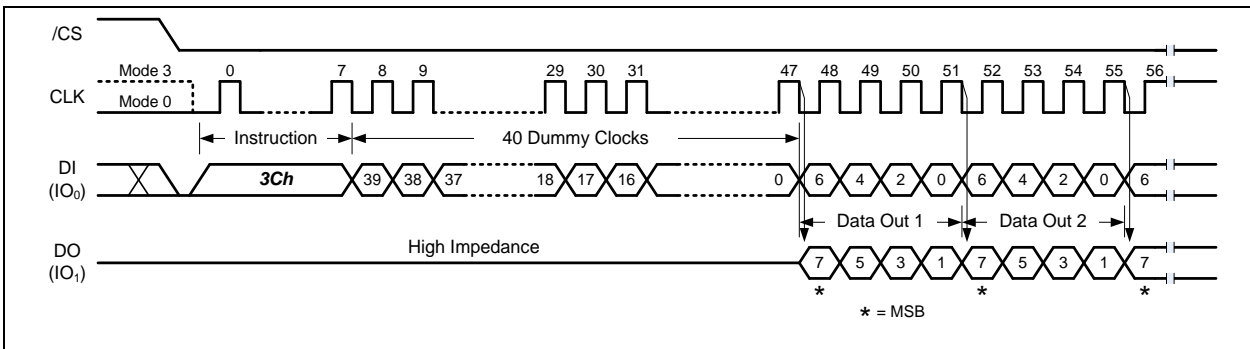 /CS
Mode 3 0 7 8 9 29 30 31 47 48 49 50 51 52 53 54 55 56
CLK
Mode 0
Instruction 40 Dummy Clocks
DI
(IO₀)
3Ch 39 38 37 18 17 16 0 6 4 2 0 6 4 2 0 6
Data Out 1 Data Out 2
High Impedance
DO
(IO₁)
7 5 3 1 7 5 3 1 7
* * *
* = MSB